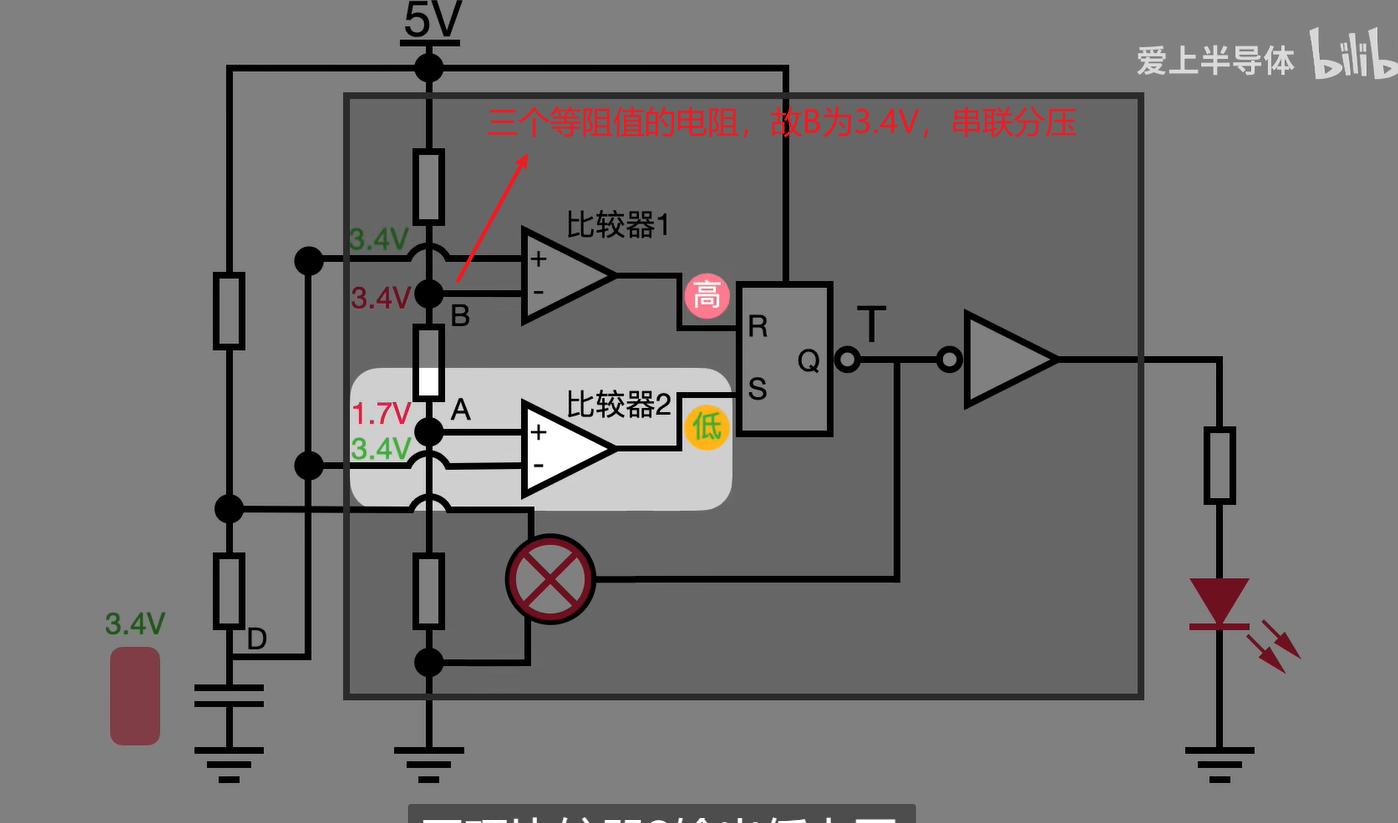 5V
爱上半导体 bilib
三个等阻值的电阻，故B为3.4V，串联分压
比较器1
3.4V
+
高
3.4V
-
B
R
T
Q
比较器2
S
1.7V
A
+
低
3.4V
-
3.4V
D